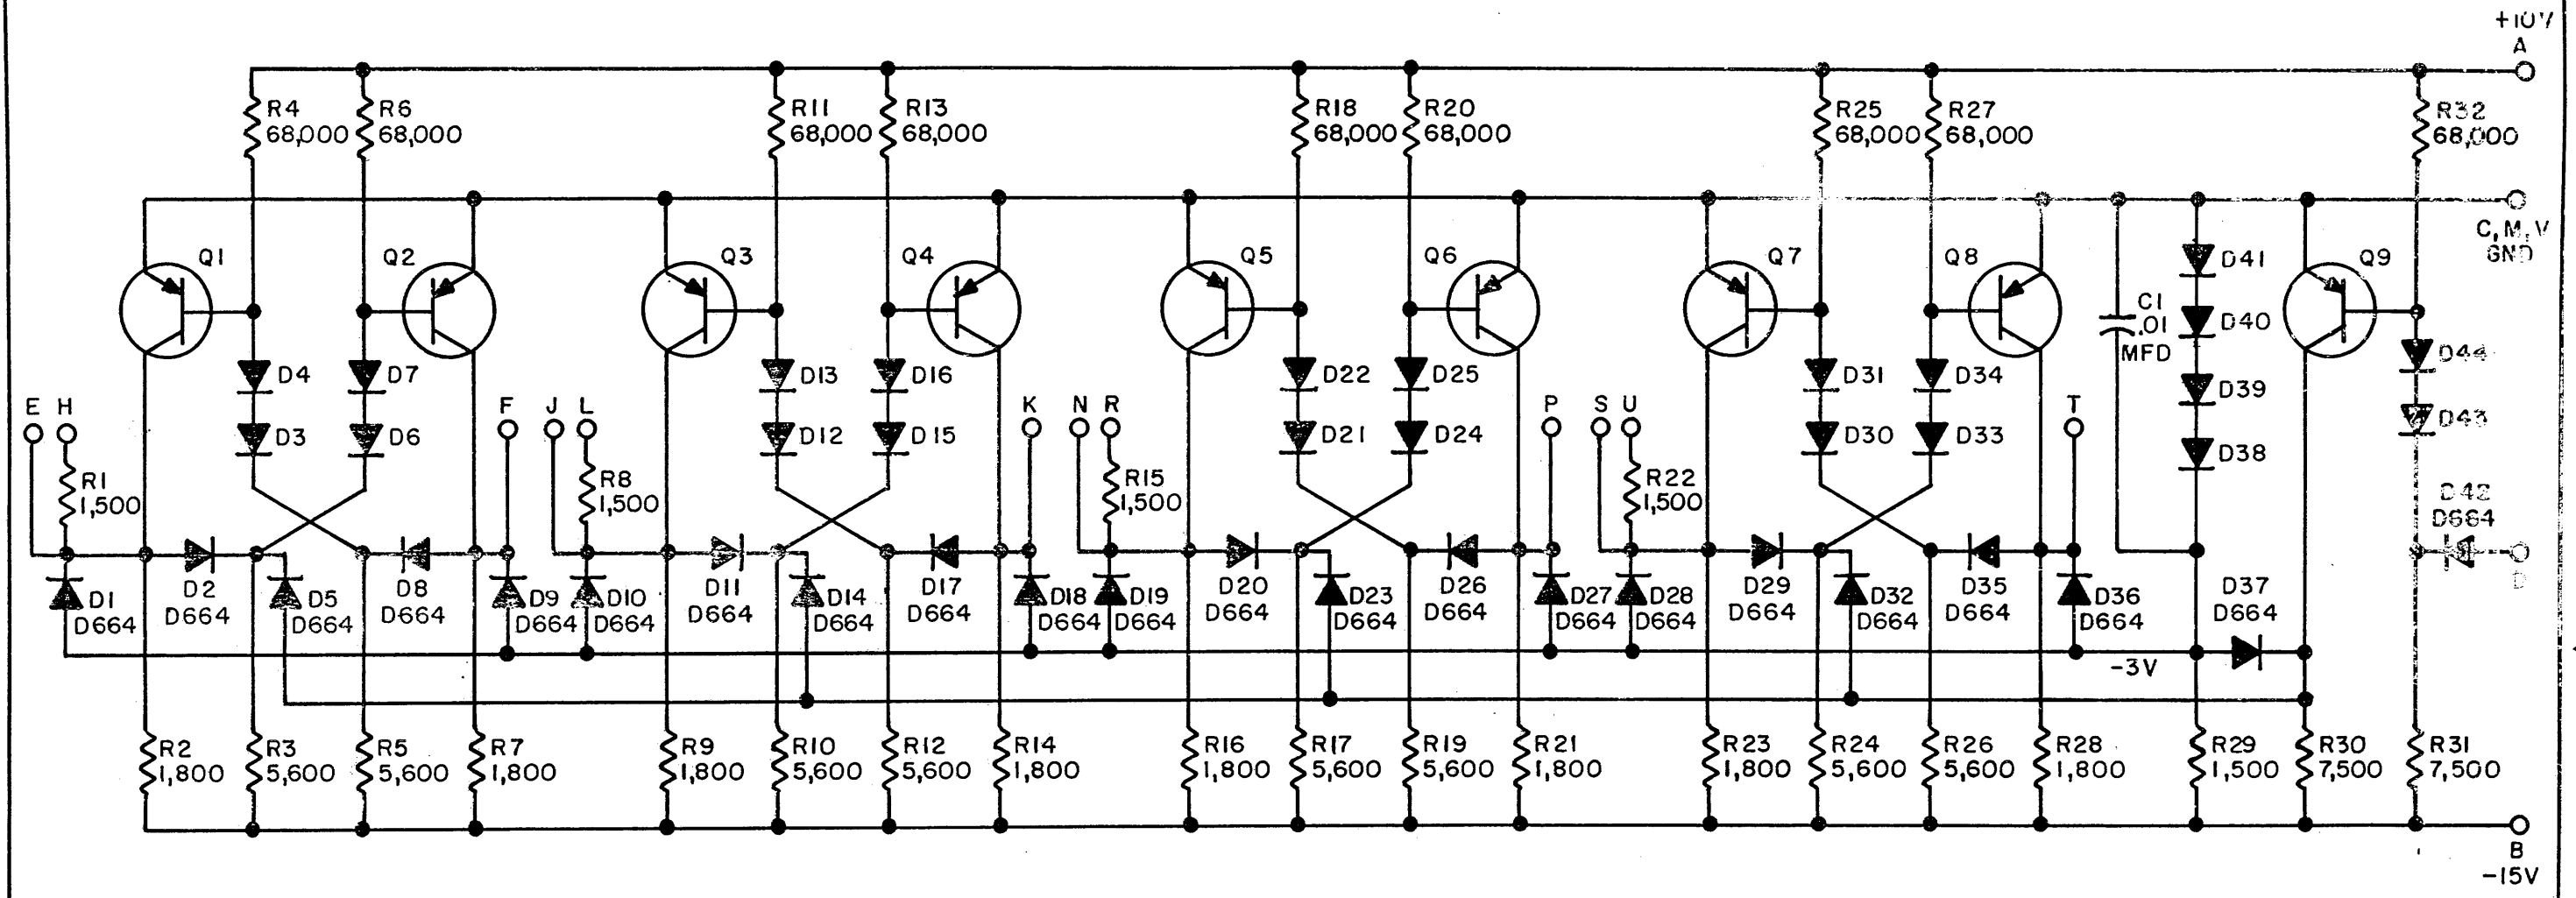 +10V
A
R4
68,000
R6
68,000
R11
68,000
R13
68,000
R18
68,000
R20
68,000
R25
68,000
R27
68,000
R32
68,000
C, M, V
GND
Q1
Q2
Q3
Q4
Q5
Q6
Q7
Q8
Q9
D41
C1
.01
MFD
D40
D44
D4
D7
D13
D16
D22
D25
D31
D34
D39
D43
E
H
D3
D6
F
J
L
D12
D15
K
N
R
D21
D24
P
S
U
D30
D33
T
D38
R1
1,500
R8
1,500
R15
1,500
R22
1,500
D42
D664
D
D1
D664
D2
D664
D5
D664
D8
D664
D9
D664
D10
D664
D11
D664
D14
D664
D17
D664
D18
D664
D19
D664
D20
D664
D23
D664
D26
D664
D27
D664
D28
D664
D29
D664
D32
D664
D35
D664
D36
D664
D37
D664
-3V
R2
1,800
R3
5,600
R5
5,600
R7
1,800
R9
1,800
R10
5,600
R12
5,600
R14
1,800
R16
1,800
R17
5,600
R19
5,600
R21
1,800
R23
1,800
R24
5,600
R26
5,600
R28
1,800
R29
1,500
R30
7,500
R31
7,500
B
-15V